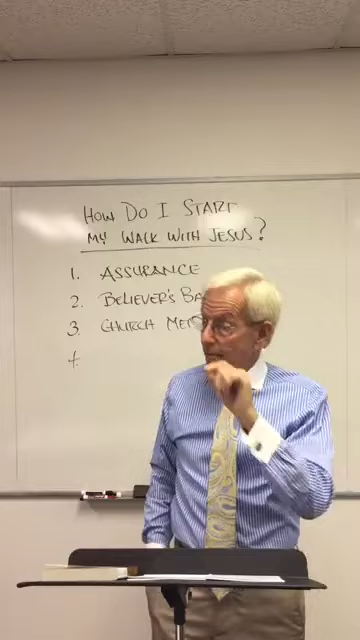 HOW DO I START
MY WALK WITH JESUS?
1. ASSURANCE
2. BELIEVER'S
3. CHURCH
4.